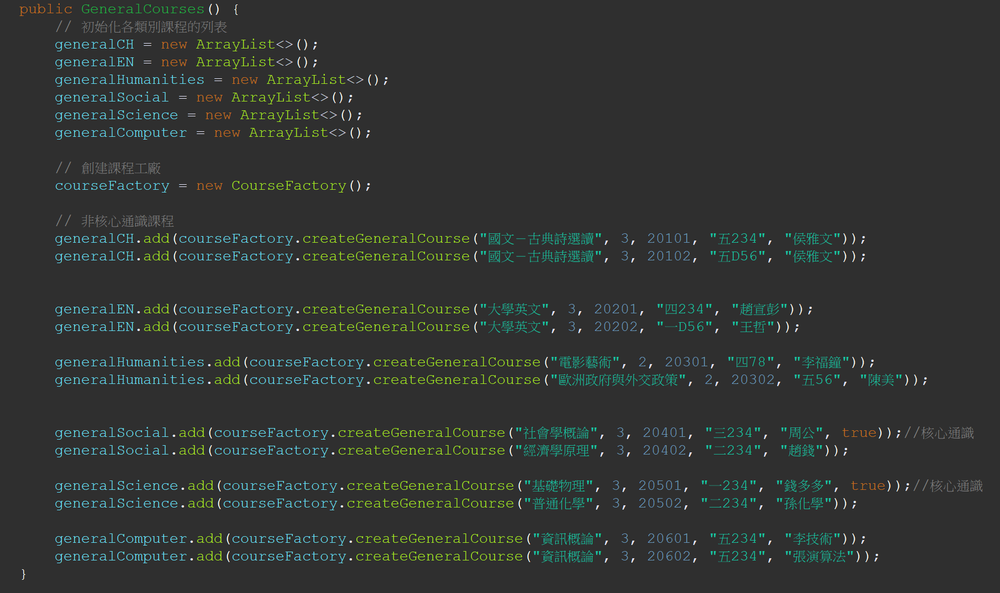 public GeneralCourses() {
// 初始化各類別課程的列表
generalCH = new ArrayList<>();
generalEN = new ArrayList<>();
generalHumanities = new ArrayList<>();
generalSocial = new ArrayList<>();
generalScience = new ArrayList<>();
generalComputer = new ArrayList<>();
// 創建課程工廠
courseFactory = new CourseFactory();
// 非核心通識課程
generalCH.add(courseFactory.createGeneralCourse("國文－古典詩選讀", 3, 20101, "五234", "侯雅文"));
generalCH.add(courseFactory.createGeneralCourse("國文－古典詩選讀", 3, 20102, "五D56", "侯雅文"));
generalEN.add(courseFactory.createGeneralCourse("大學英文", 3, 20201, "四234", "趙宣彭"));
generalEN.add(courseFactory.createGeneralCourse("大學英文", 3, 20202, "一D56", "王哲"));
generalHumanities.add(courseFactory.createGeneralCourse("電影藝術", 2, 20301, "四78", "李福鐘"));
generalHumanities.add(courseFactory.createGeneralCourse("歐洲政府與外交政策", 2, 20302, "五56", "陳美"));
generalSocial.add(courseFactory.createGeneralCourse("社會學概論", 3, 20401, "三234", "周公", true));//核心通識
generalSocial.add(courseFactory.createGeneralCourse("經濟學原理", 3, 20402, "二234", "趙錢"));
generalScience.add(courseFactory.createGeneralCourse("基礎物理", 3, 20501, "一234", "錢多多", true));//核心通識
generalScience.add(courseFactory.createGeneralCourse("普通化學", 3, 20502, "二234", "孫化學"));
generalComputer.add(courseFactory.createGeneralCourse("資訊概論", 3, 20601, "五234", "李技術"));
generalComputer.add(courseFactory.createGeneralCourse("資訊概論", 3, 20602, "五234", "張演算法"));
}